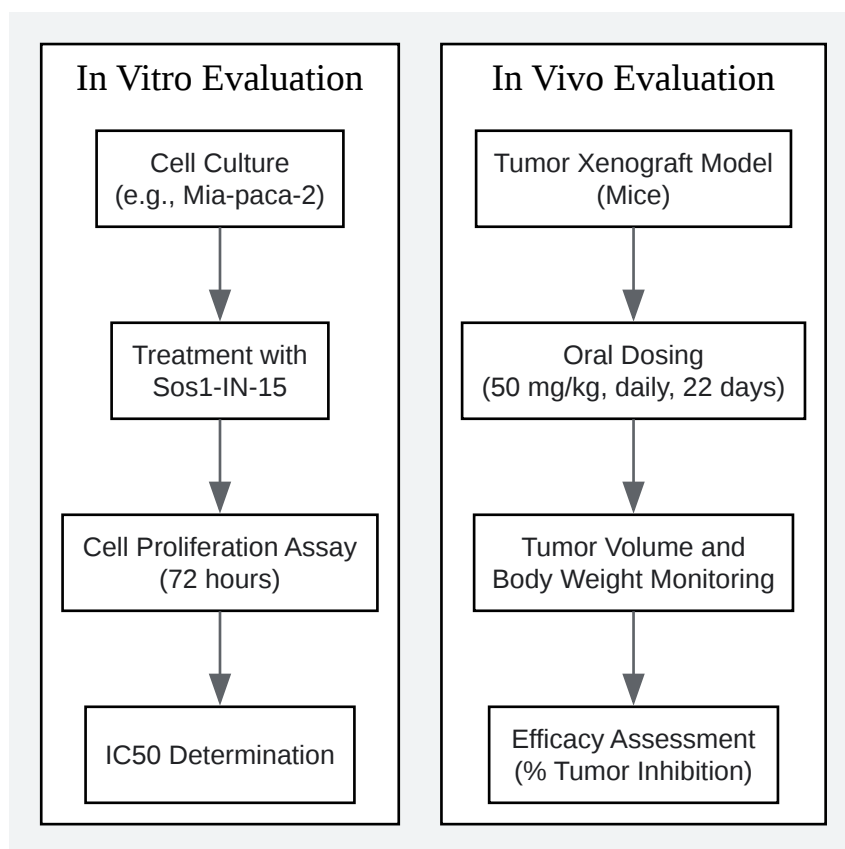 In Vitro Evaluation
Cell Culture
(e.g., Mia-paca-2)
Treatment with
Sos1-IN-15
Cell Proliferation Assay
(72 hours)
IC50 Determination
In Vivo Evaluation
Tumor Xenograft Model
(Mice)
Oral Dosing
(50 mg/kg, daily, 22 days)
Tumor Volume and
Body Weight Monitoring
Efficacy Assessment
(% Tumor Inhibition)